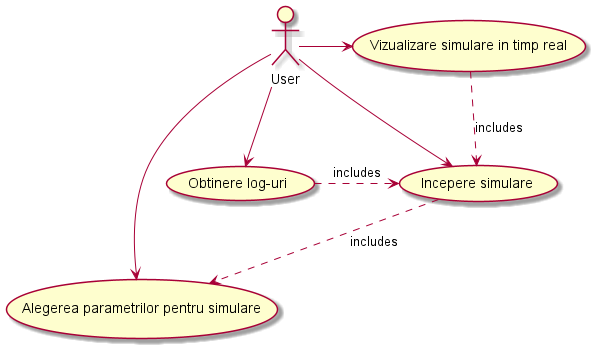 Vizualizare simulare in timp real
User
includes
Obtinere log-uri
includes
Incepere simulare
includes
Alegerea parametrilor pentru simulare